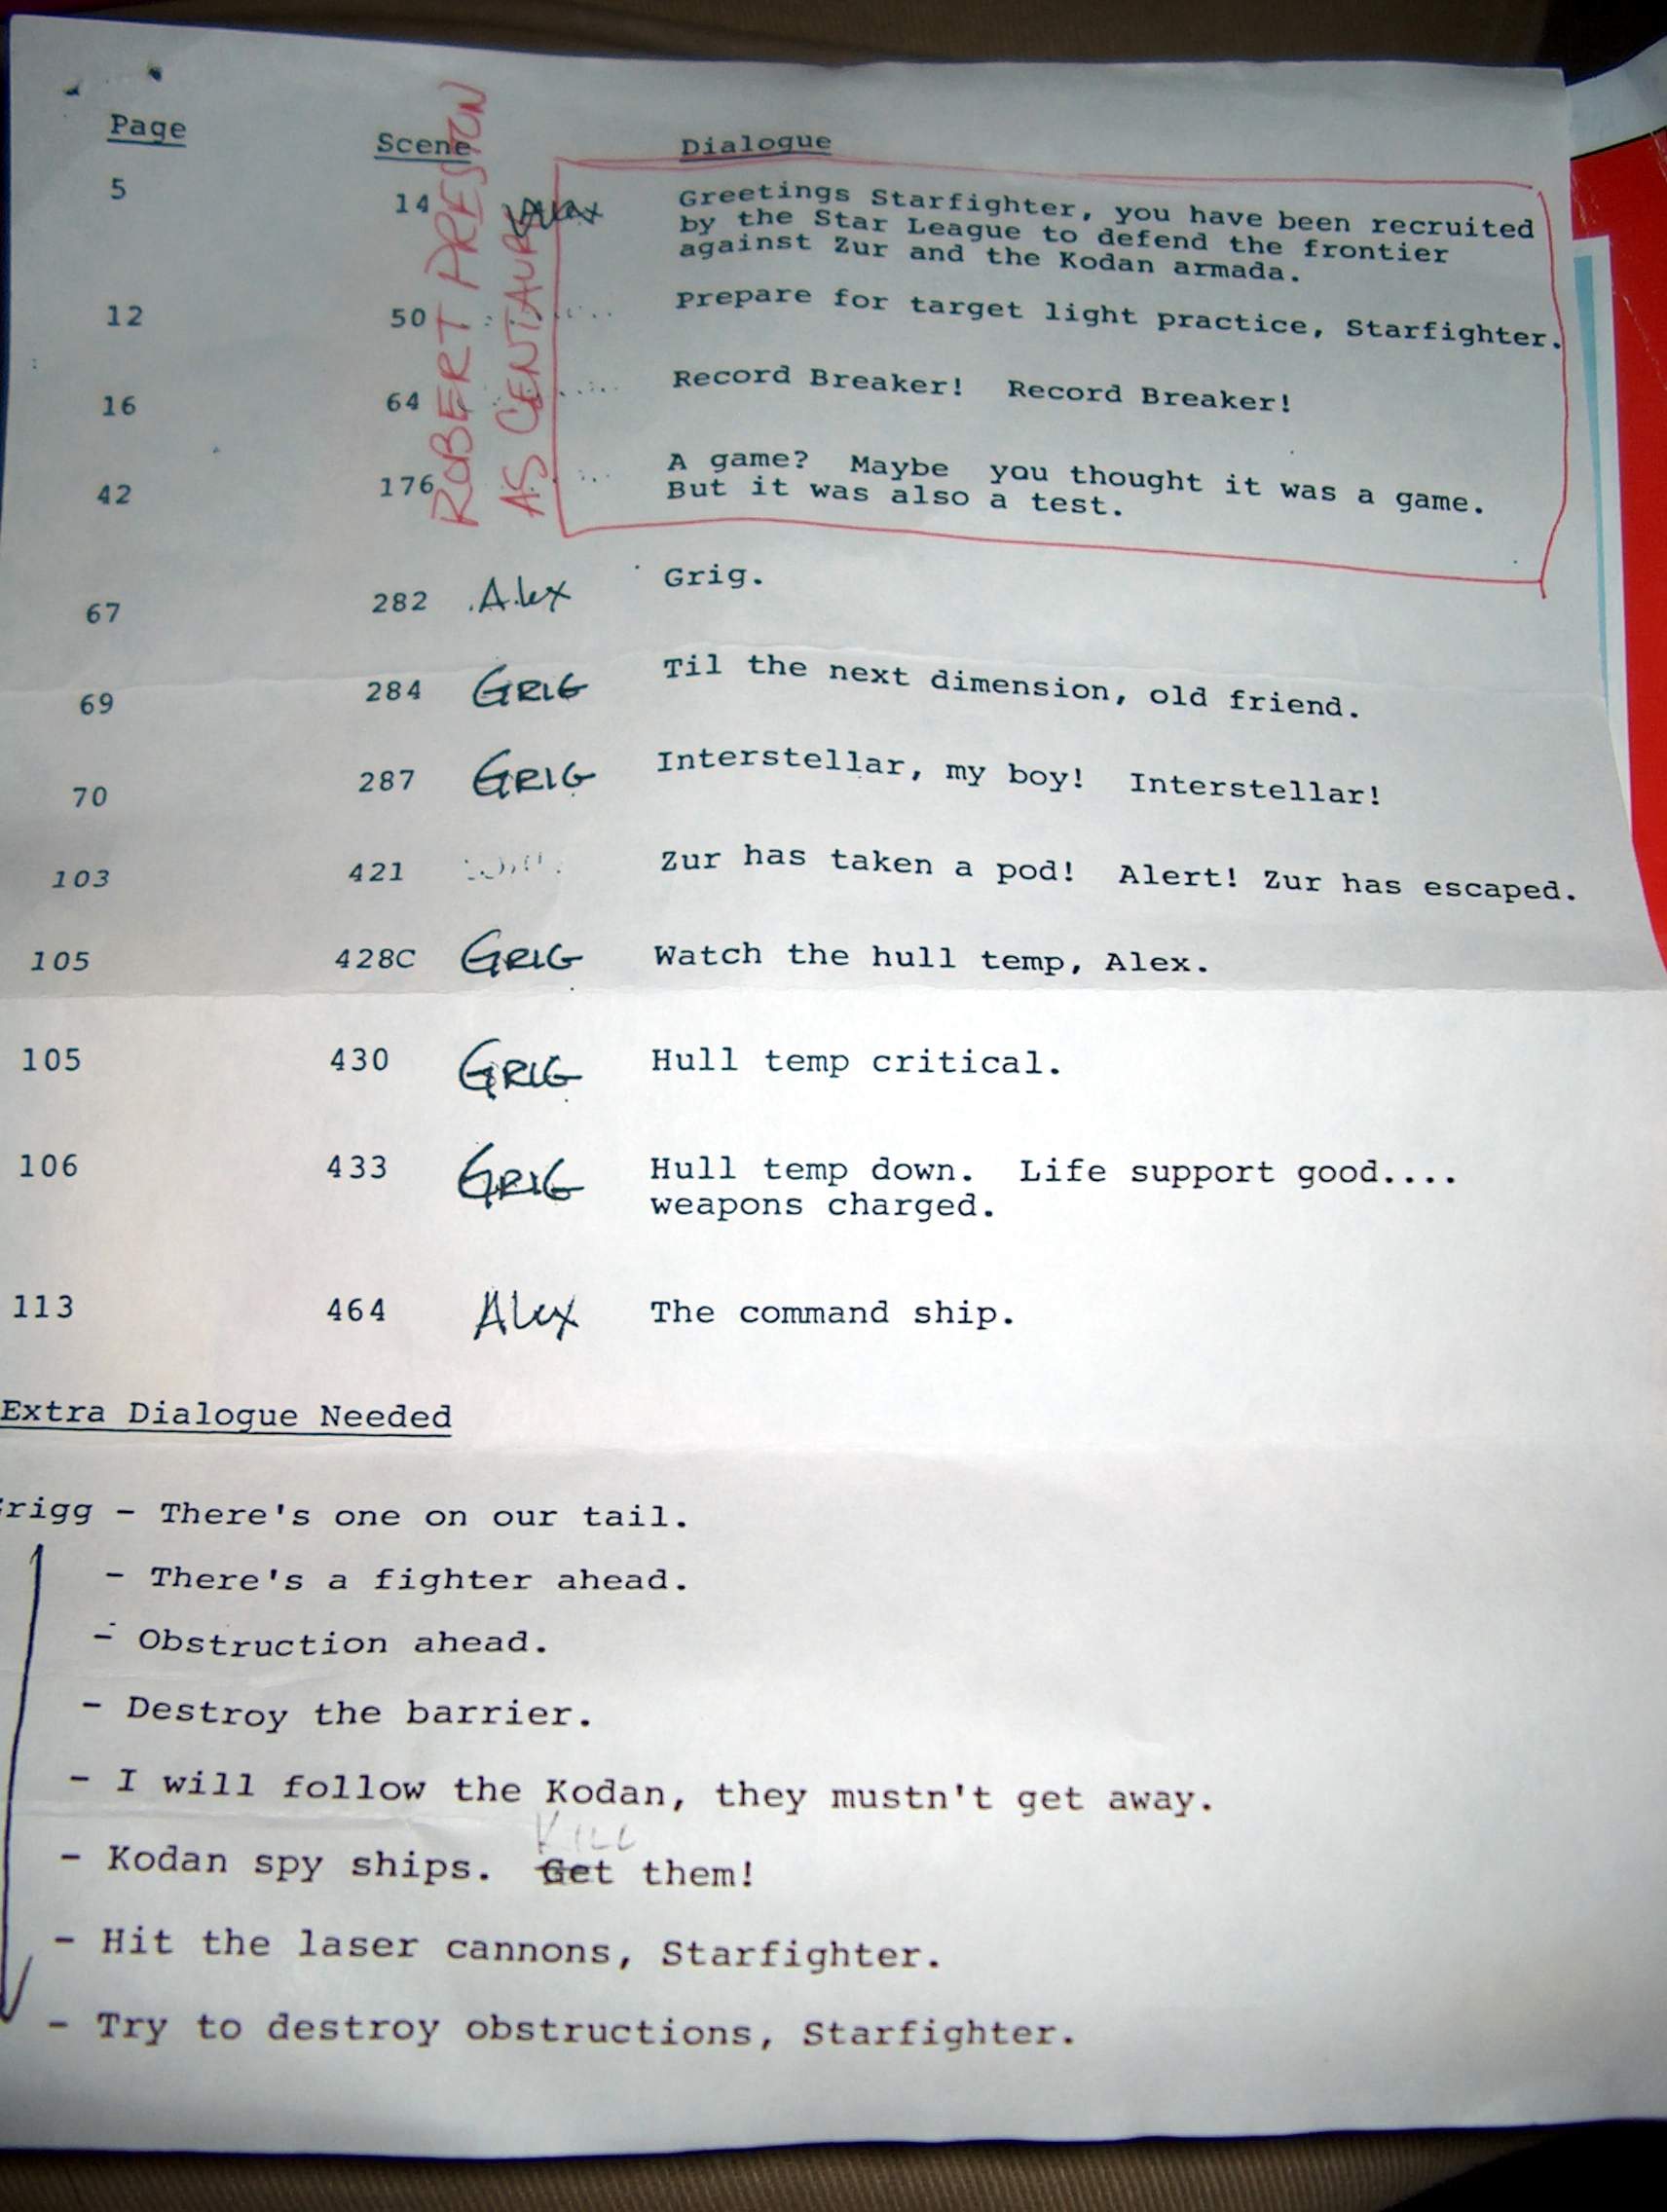 Page Scene Dialogue
ROBERT PRESTON
AS CENTAURI
5 14 Greetings Starfighter, you have been recruited
by the Star League to defend the frontier
against Zur and the Kodan armada.
12 50 Prepare for target light practice, Starfighter.
16 64 Record Breaker! Record Breaker!
42 176 A game? Maybe you thought it was a game.
But it was also a test.
67 282 Alex Grig.
69 284 GRIG Til the next dimension, old friend.
70 287 GRIG Interstellar, my boy! Interstellar!
103 421 Zur has taken a pod! Alert! Zur has escaped.
105 428C GRIG Watch the hull temp, Alex.
105 430 GRIG Hull temp critical.
106 433 GRIG Hull temp down. Life support good....
weapons charged.
113 464 Alex The command ship.
Extra Dialogue Needed
rigg - There's one on our tail.
- There's a fighter ahead.
- Obstruction ahead.
- Destroy the barrier.
- I will follow the Kodan, they mustn't get away.
KILL
- Kodan spy ships. Get them!
- Hit the laser cannons, Starfighter.
- Try to destroy obstructions, Starfighter.